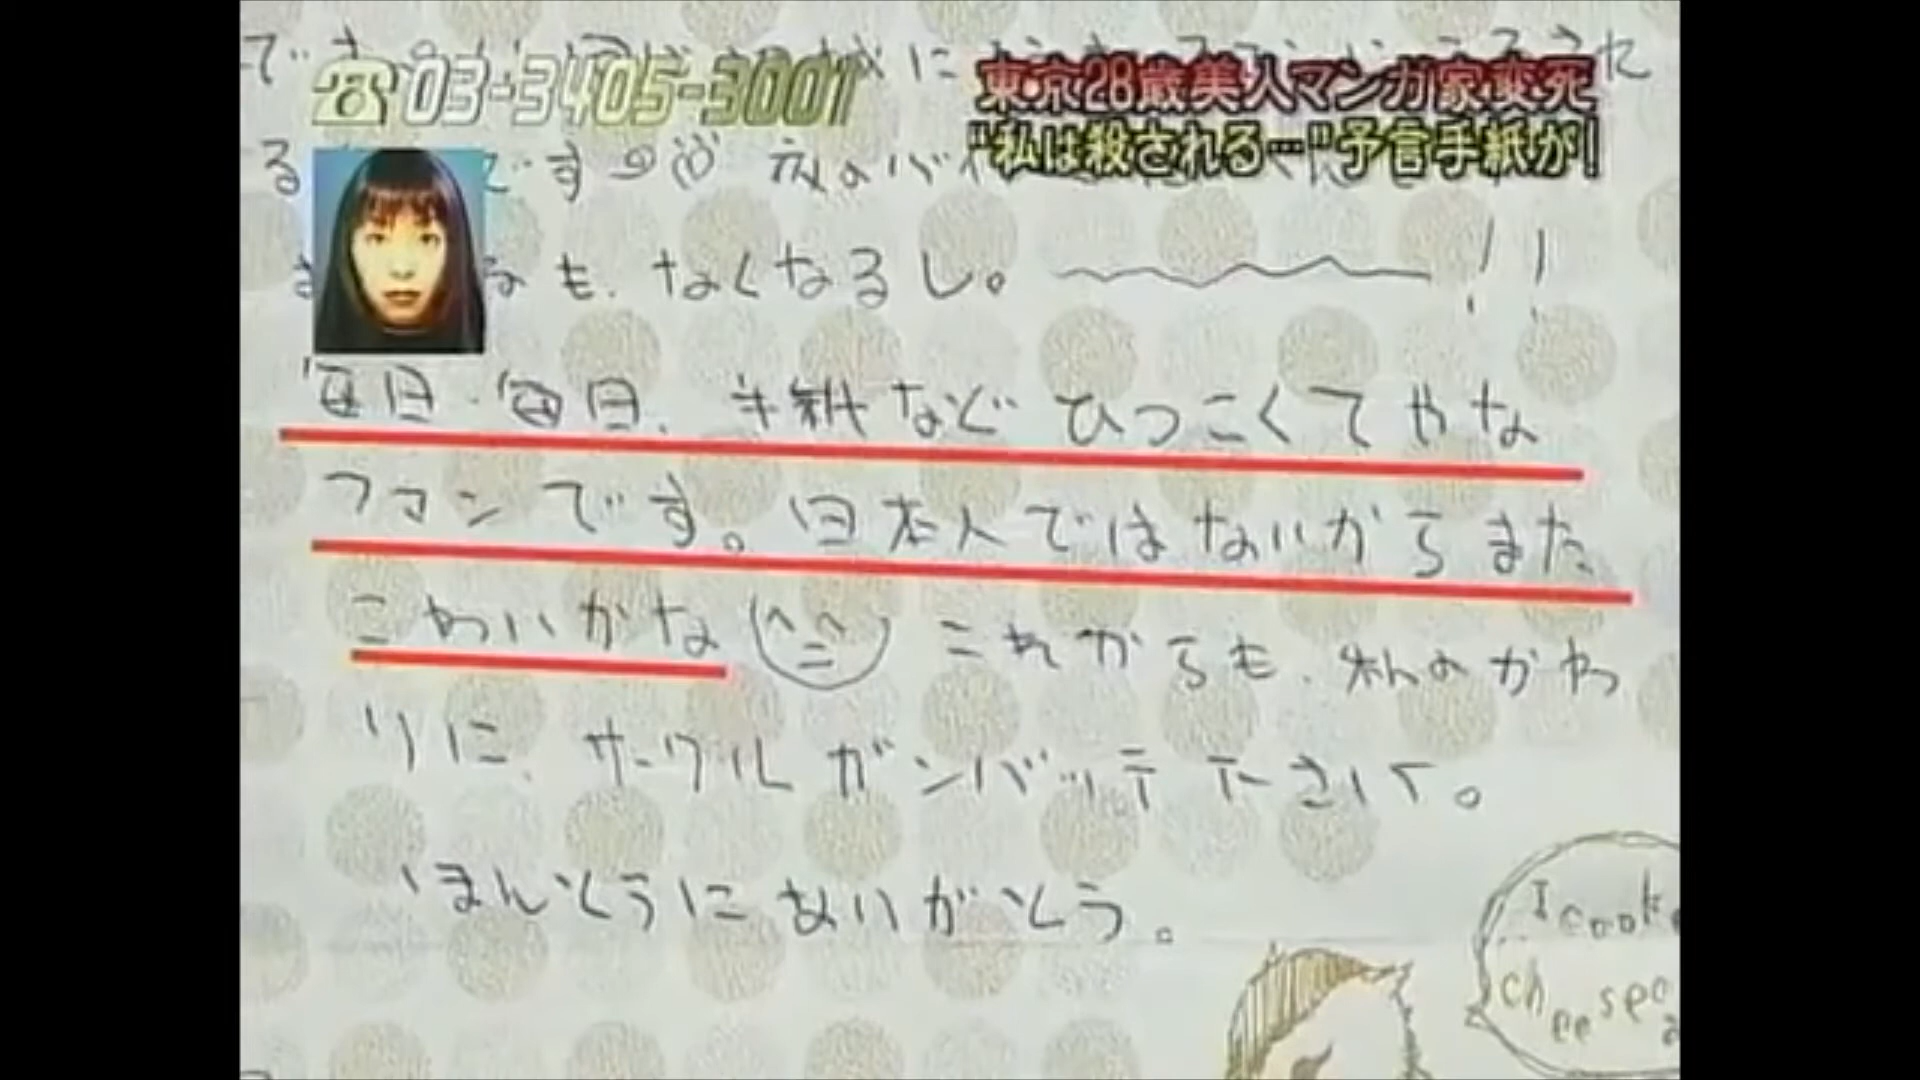 ☎03-3405-3001
東京28歳美人マンガ家変死
"私は殺される…"予言手紙が!
も、なくなるし。 !!
毎日、毎日、手紙などひつこくてやな
ファンです。日本人ではないからまた
こわいかな これからも、私のかわ
りに、サークルガンバッテ下さい。
ほんとうにありがとう。
I cook
cheese